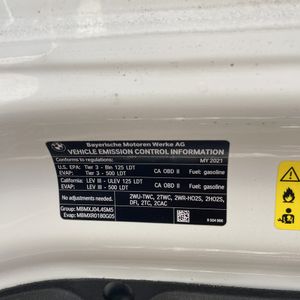 Bayerische Motoren Werke AG
VEHICLE EMISSION CONTROL INFORMATION
Conforms to regulations: MY 2021
U.S. EPA: Tier 3 - Bin 125 LDT CA OBD II Fuel: gasoline
EVAP: Tier 3 - 500 LDT
California: LEV III - ULEV 125 LDT CA OBD II Fuel: gasoline
EVAP: LEV III - 500 LDT
No adjustments needed.
2WU-TWC, 2TWC, 2WR-HO2S, 2HO2S,
Group: MBMXJ04.4SM5 DFI, 2TC, 2CAC
Evap: MBMXR0180G05